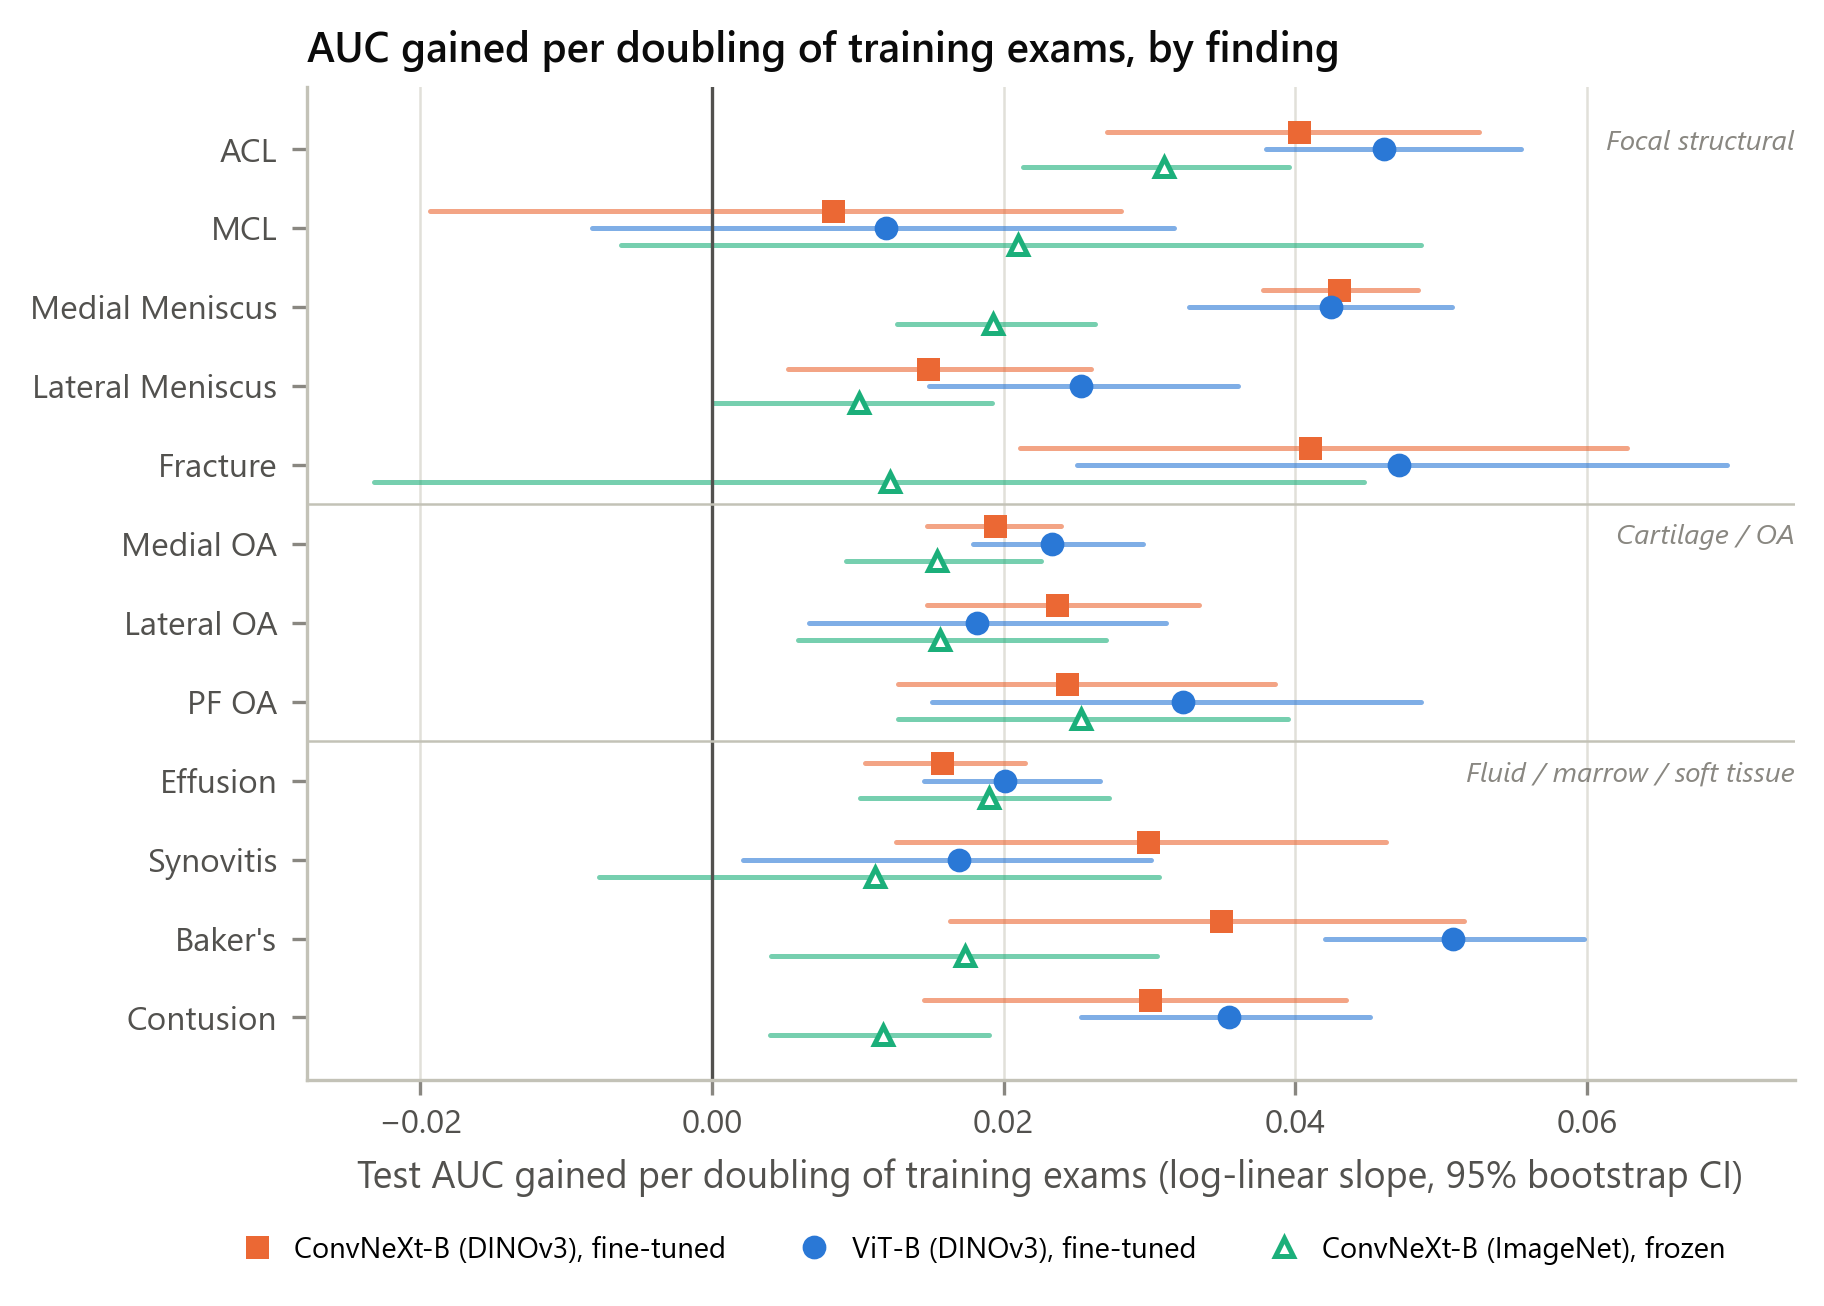 AUC gained per doubling of training exams, by finding
ACL
Focal structural
MCL
Medial Meniscus
Lateral Meniscus
Fracture
Medial OA
Cartilage / OA
Lateral OA
PF OA
Effusion
Fluid / marrow / soft tissue
Synovitis
Baker's
Contusion
−0.02 0.00 0.02 0.04 0.06
Test AUC gained per doubling of training exams (log-linear slope, 95% bootstrap CI)
ConvNeXt-B (DINOv3), fine-tuned ViT-B (DINOv3), fine-tuned ConvNeXt-B (ImageNet), frozen